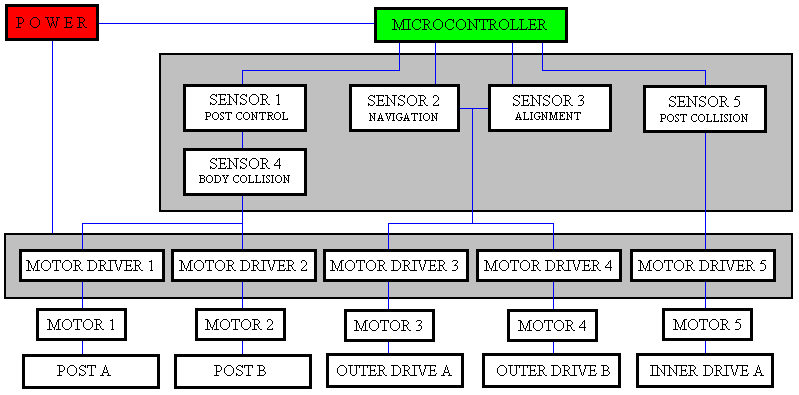 POWER
MICROCONTROLLER
SENSOR 1
POST CONTROL
SENSOR 2
NAVIGATION
SENSOR 3
ALIGNMENT
SENSOR 5
POST COLLISION
SENSOR 4
BODY COLLISION
MOTOR DRIVER 1
MOTOR DRIVER 2
MOTOR DRIVER 3
MOTOR DRIVER 4
MOTOR DRIVER 5
MOTOR 1
MOTOR 2
MOTOR 3
MOTOR 4
MOTOR 5
POST A
POST B
OUTER DRIVE A
OUTER DRIVE B
INNER DRIVE A